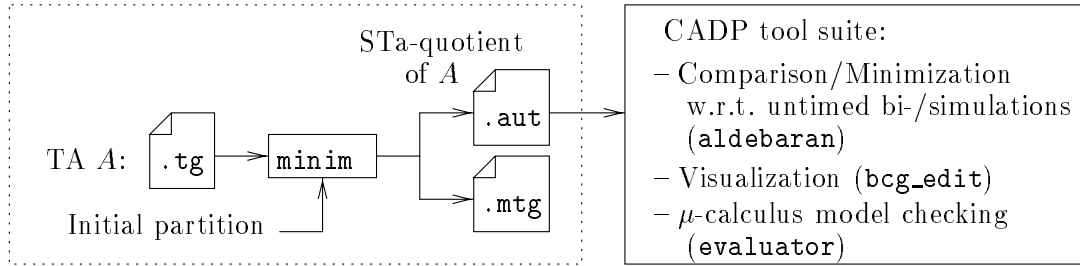 STa-quotient
of A
.aut
TA A:
.tg
minim
.mtg
Initial partition
CADP tool suite:
– Comparison/Minimization
w.r.t. untimed bi-/simulations
(aldebaran)
– Visualization (bcg_edit)
– μ-calculus model checking
(evaluator)